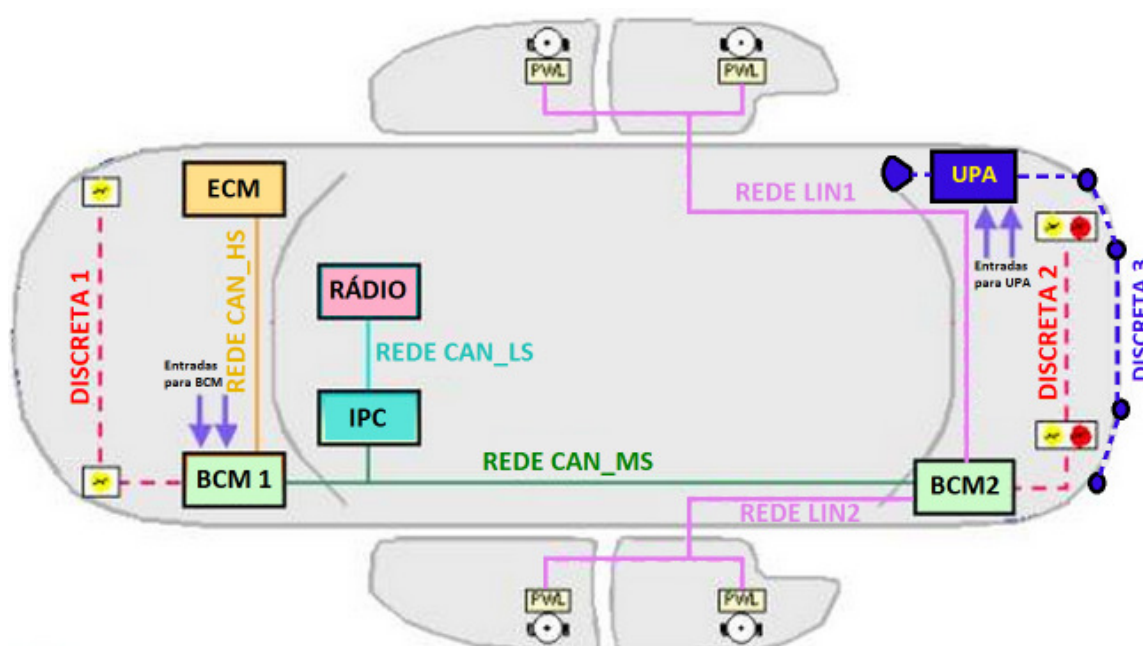 PWL
PWL
ECM
UPA
REDE LIN1
Entradas
para UPA
RÁDIO
REDE CAN_HS
DISCRETA 1
REDE CAN_LS
DISCRETA 2
DISCRETA 3
Entradas
para BCM
IPC
BCM 1
REDE CAN_MS
BCM2
REDE LIN2
PWL
PWL